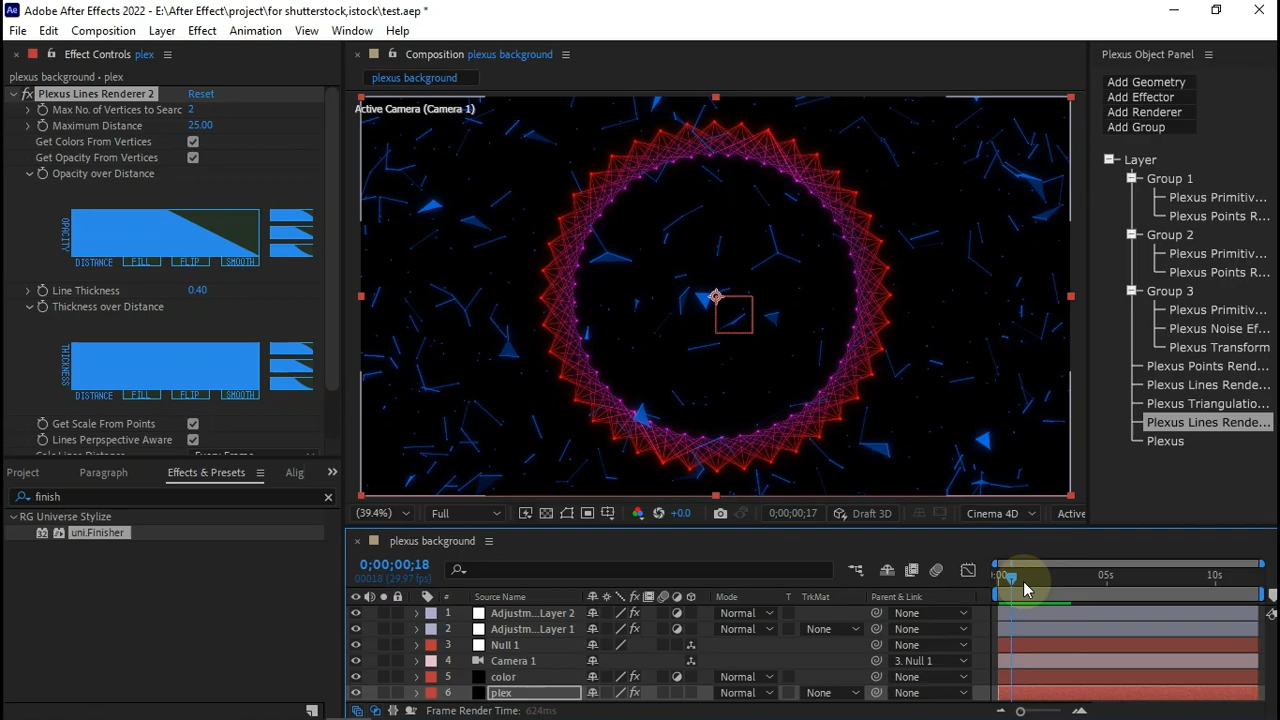 Adobe After Effects 2022 - E:\After Effect\project\for shutterstock,istock\test.aep *
File Edit Composition Layer Effect Animation View Window Help
Effect Controls plex
plexus background • plex
fx Plexus Lines Renderer 2 Reset
Max No. of Vertices to Searc 2
Maximum Distance 25.00
Get Colors From Vertices
Get Opacity From Vertices
Opacity over Distance
OPACITY
DISTANCE FILL FLIP SMOOTH
Line Thickness 0.40
Thickness over Distance
THICKNESS
DISTANCE FILL FLIP SMOOTH
Get Scale From Points
Lines Perpspective Aware
Project Paragraph Effects & Presets Alig
finish
RG Universe Stylize
32 uni.Finisher
Composition plexus background
plexus background
Active Camera (Camera 1)
(39.4%) Full +0.0 0;00;00;17 Draft 3D Cinema 4D Active
Plexus Object Panel
Add Geometry
Add Effector
Add Renderer
Add Group
Layer
Group 1
Plexus Primitiv...
Plexus Points R...
Group 2
Plexus Primitiv...
Plexus Points R...
Group 3
Plexus Primitiv...
Plexus Noise Ef...
Plexus Transform
Plexus Points Rend...
Plexus Lines Rende...
Plexus Triangulatio...
Plexus Lines Rende...
Plexus
plexus background
0;00;00;18
00018 (29.97 fps)
:00 05s 10s
# Source Name fx Mode T TrkMat Parent & Link
1 Adjustm...Layer 2 fx Normal None
2 Adjustm...Layer 1 fx Normal None None
3 Null 1 None
4 Camera 1 3. Null 1
5 color fx Normal None None
6 plex fx Normal None None
Frame Render Time: 624ms